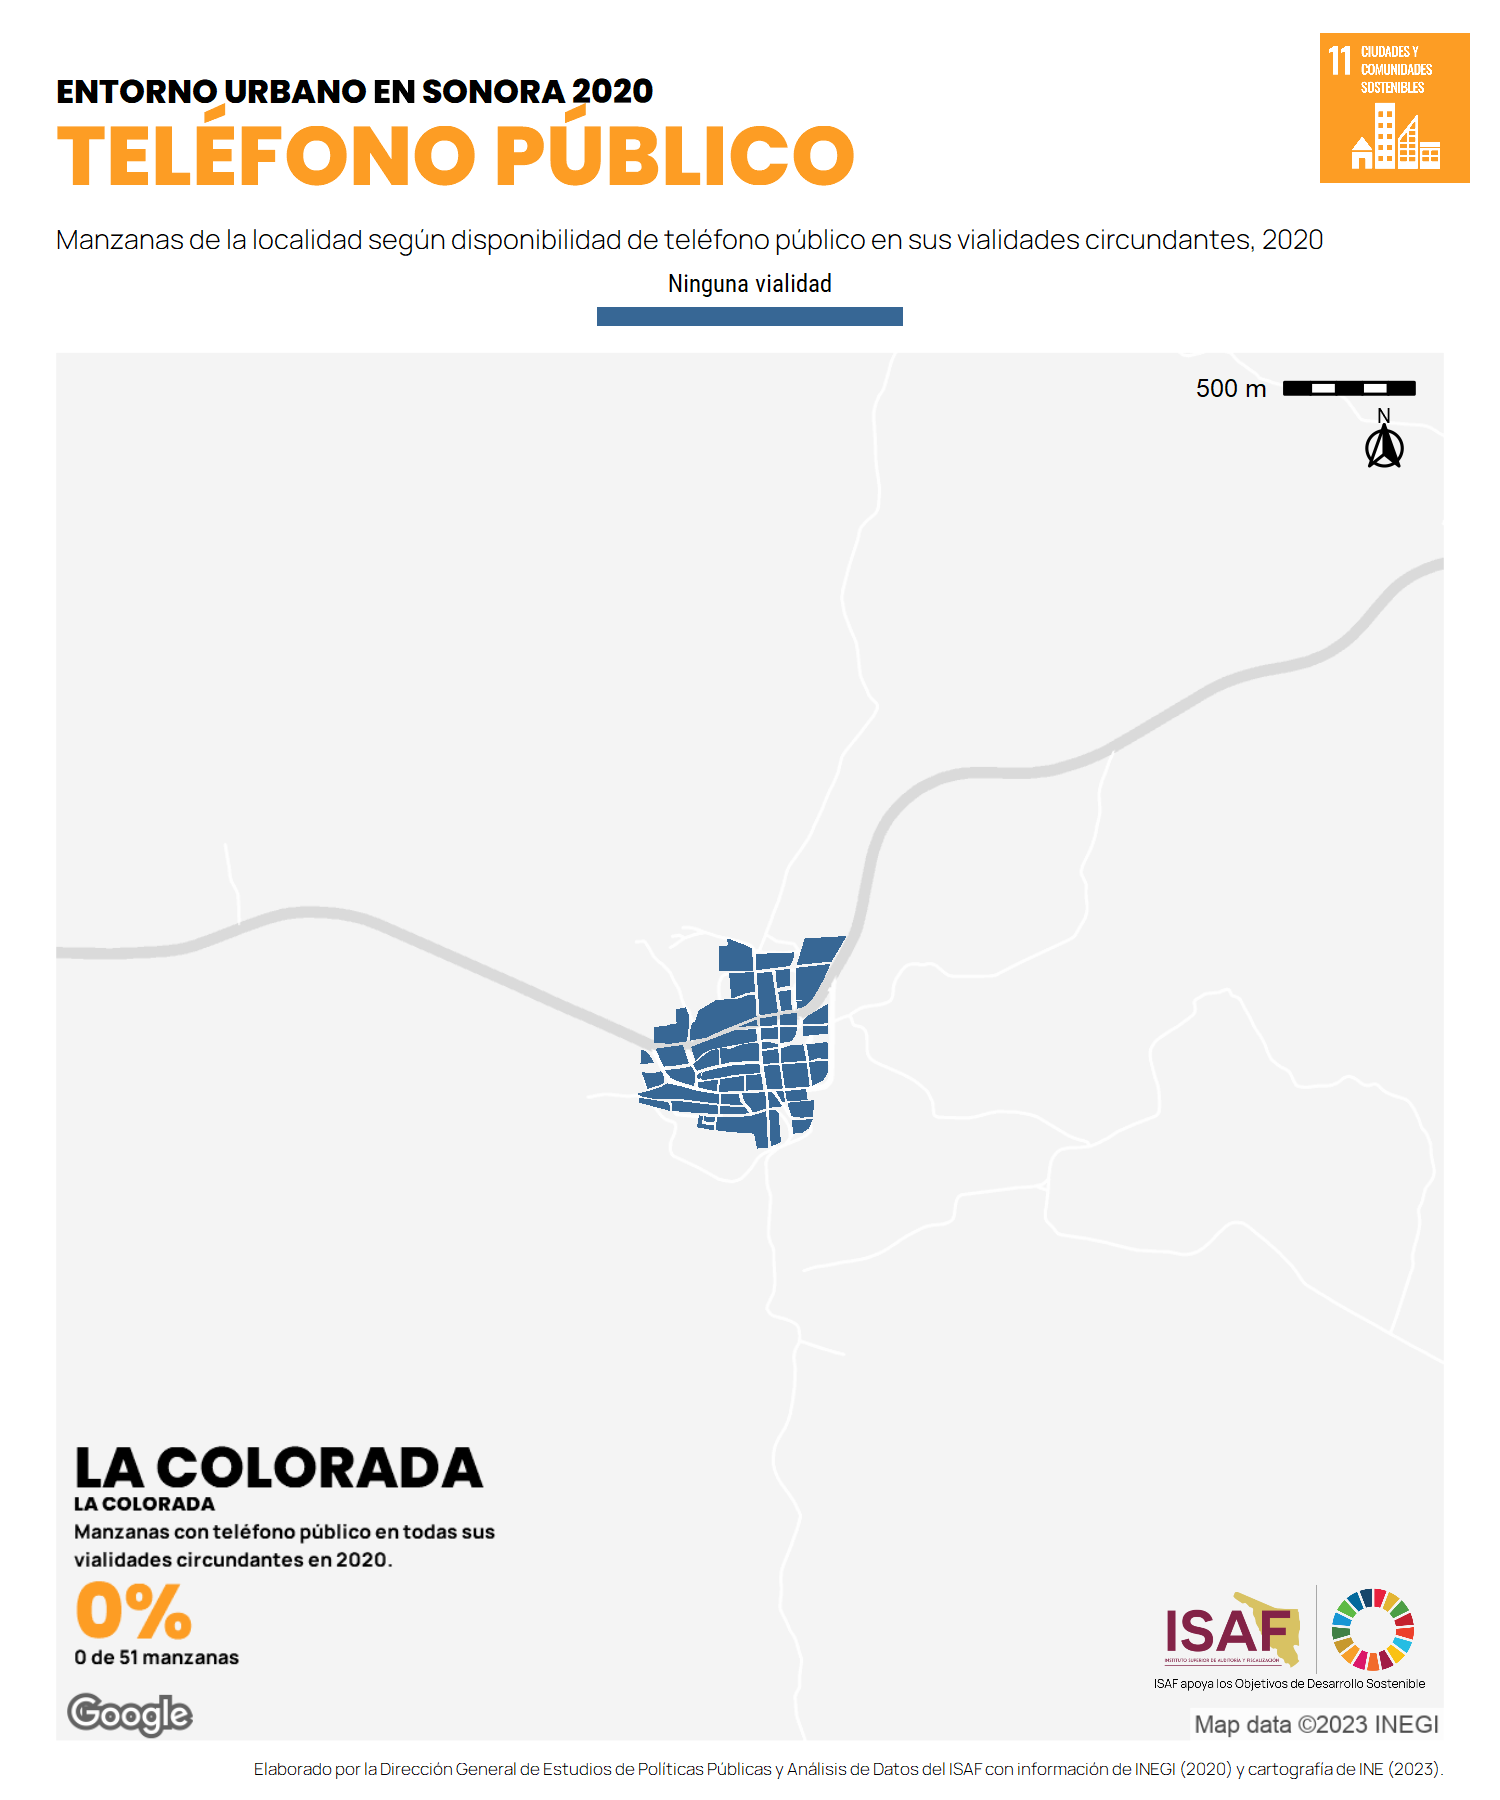 ENTORNO URBANO EN SONORA 2020
TELÉFONO PÚBLICO
11 CIUDADES Y
COMUNIDADES
SOSTENIBLES
Manzanas de la localidad según disponibilidad de teléfono público en sus vialidades circundantes, 2020
Ninguna vialidad
500 m
N
LA COLORADA
LA COLORADA
Manzanas con teléfono público en todas sus
vialidades circundantes en 2020.
0%
0 de 51 manzanas
Google
ISAF
INSTITUTO SUPERIOR DE AUDITORÍA Y FISCALIZACIÓN
ISAF apoya los Objetivos de Desarrollo Sostenible
Map data ©2023 INEGI
Elaborado por la Dirección General de Estudios de Políticas Públicas y Análisis de Datos del ISAF con información de INEGI (2020) y cartografía de INE (2023).